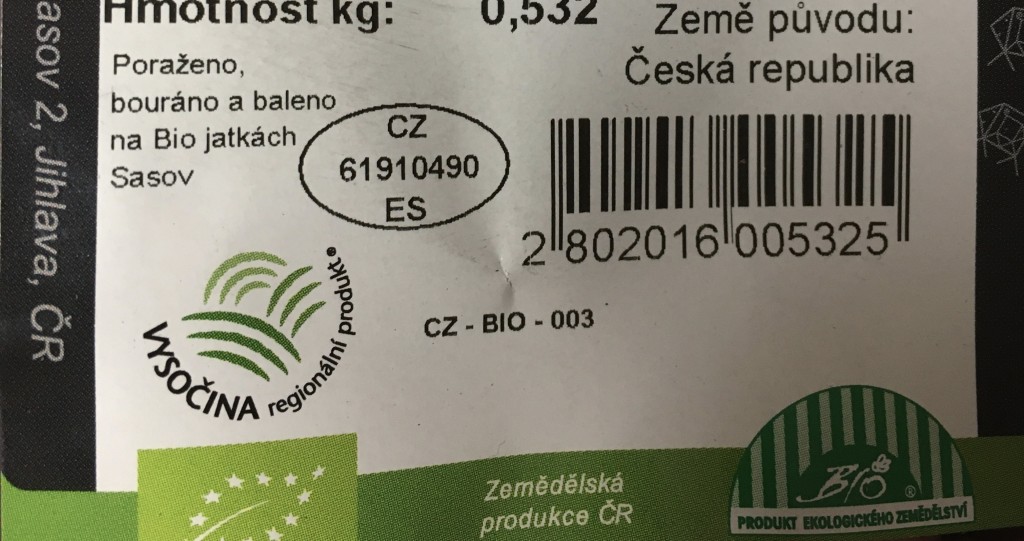 Hmotnost kg: 0,532
Země původu:
Česká republika
Poraženo,
bouráno a baleno
na Bio jatkách
Sasov
CZ
61910490
ES
2 802016 005325
VYSOČINA regionální produkt®
CZ - BIO - 003
Zemědělská
produkce ČR
Bio ®
PRODUKT EKOLOGICKÉHO ZEMĚDĚLSTVÍ
asov 2, Jihlava, ČR